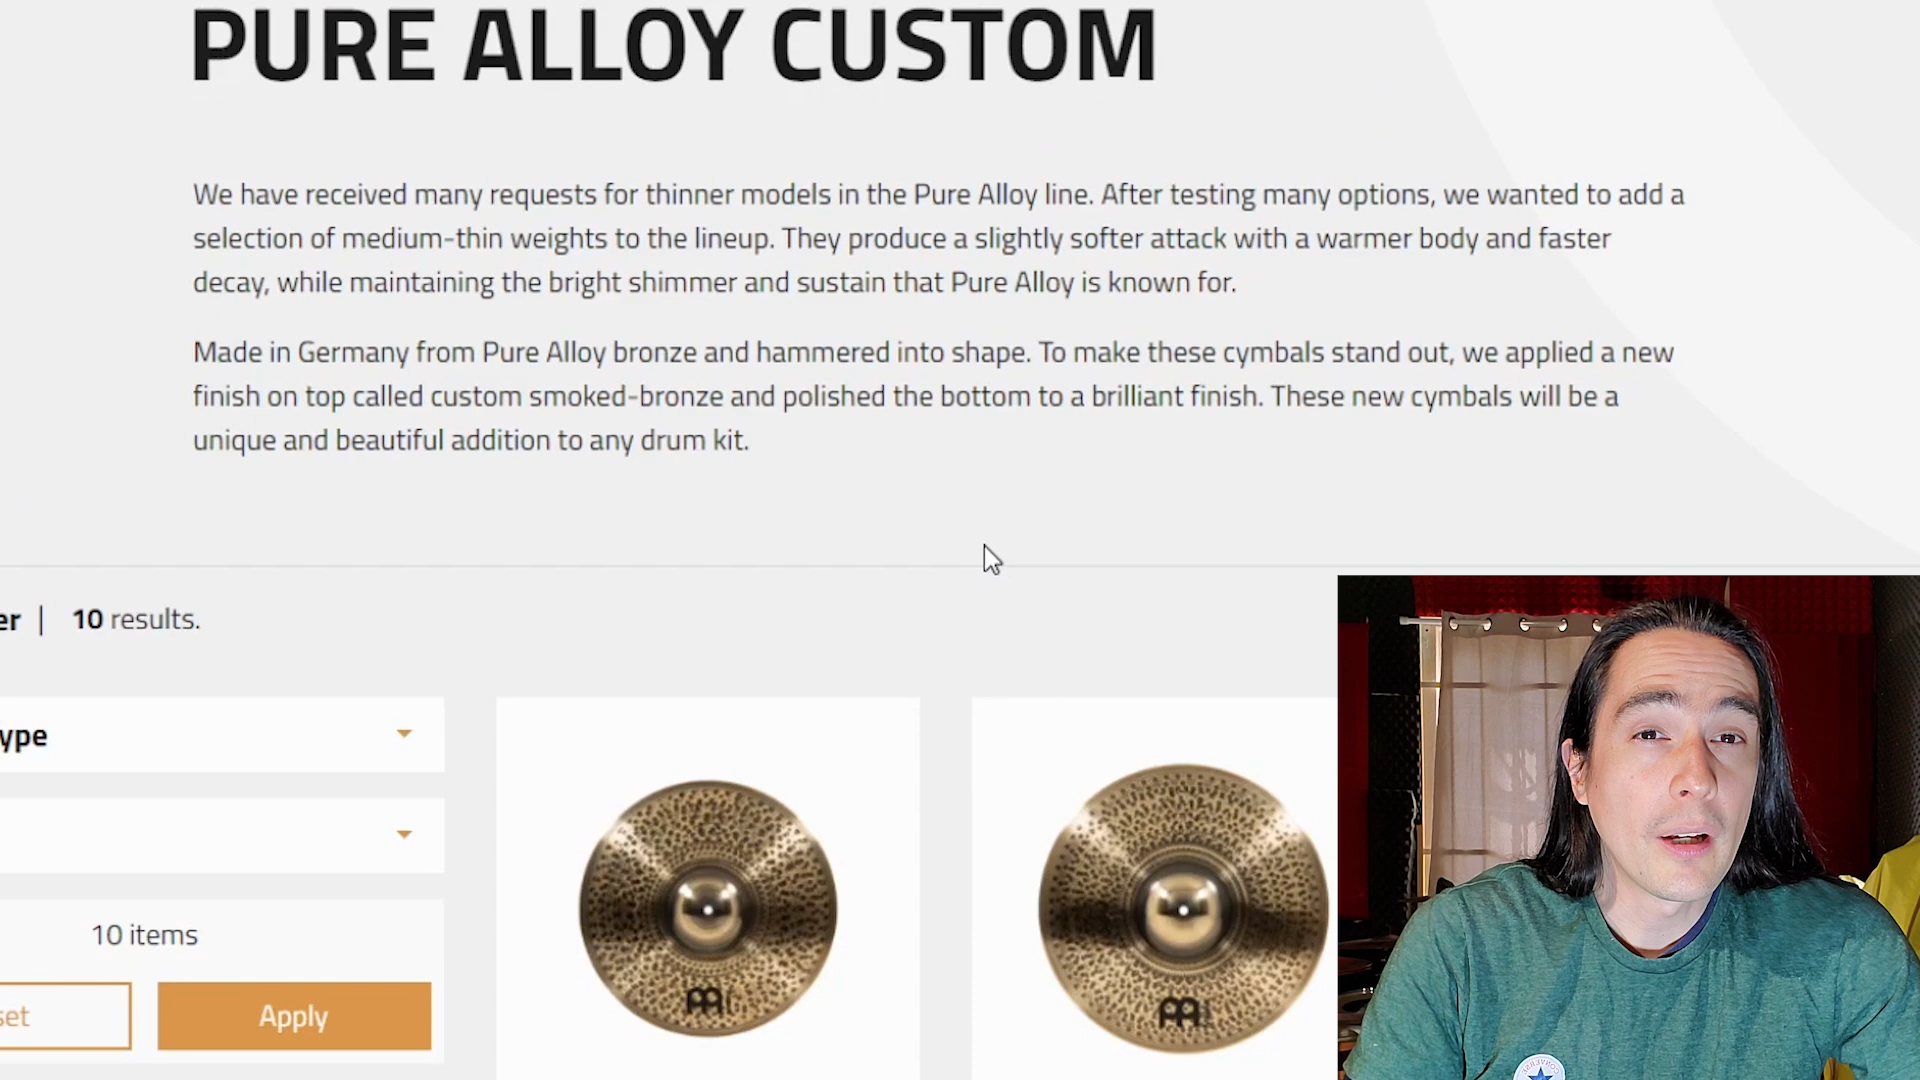 PURE ALLOY CUSTOM
We have received many requests for thinner models in the Pure Alloy line. After testing many options, we wanted to add a
selection of medium-thin weights to the lineup. They produce a slightly softer attack with a warmer body and faster
decay, while maintaining the bright shimmer and sustain that Pure Alloy is known for.
Made in Germany from Pure Alloy bronze and hammered into shape. To make these cymbals stand out, we applied a new
finish on top called custom smoked-bronze and polished the bottom to a brilliant finish. These new cymbals will be a
unique and beautiful addition to any drum kit.
er | 10 results.
ype
10 items
set Apply
CONVERSE